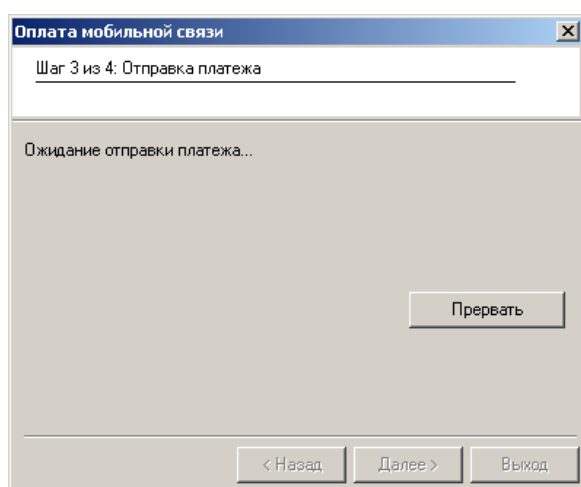 Оплата мобильной связи
Шаг 3 из 4: Отправка платежа
Ожидание отправки платежа...
Прервать
< Назад
Далее >
Выход